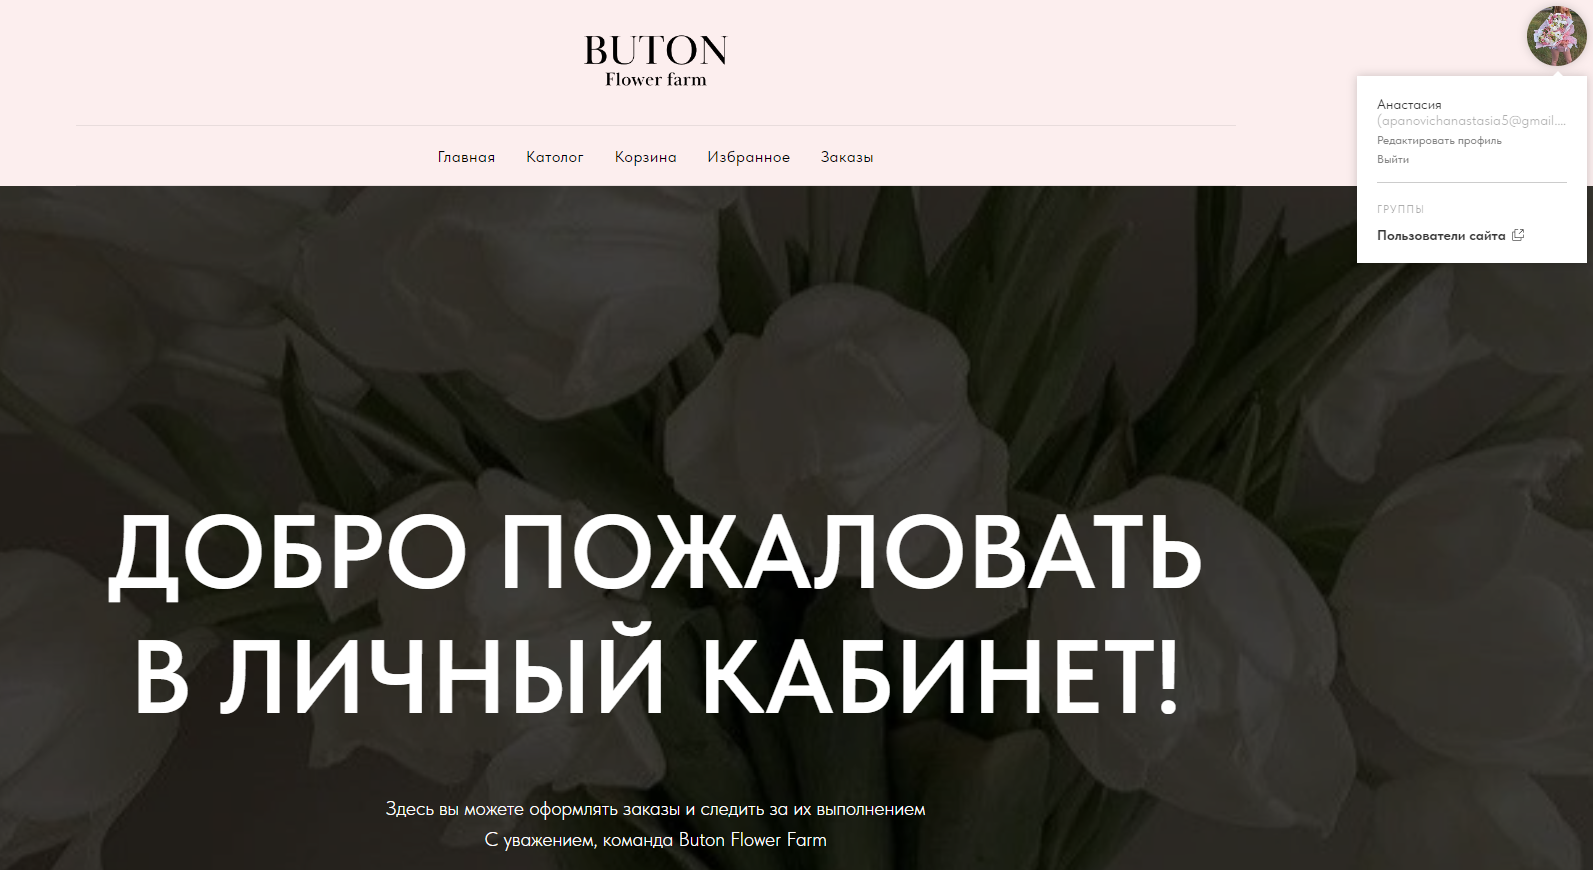 BUTON
Flower farm
Главная Католог Корзина Избранное Заказы
Анастасия
(apanovichanastasia5@gmail....
Редактировать профиль
Выйти
ГРУППЫ
Пользователи сайта
ДОБРО ПОЖАЛОВАТЬ
В ЛИЧНЫЙ КАБИНЕТ!
Здесь вы можете оформлять заказы и следить за их выполнением
С уважением, команда Buton Flower Farm